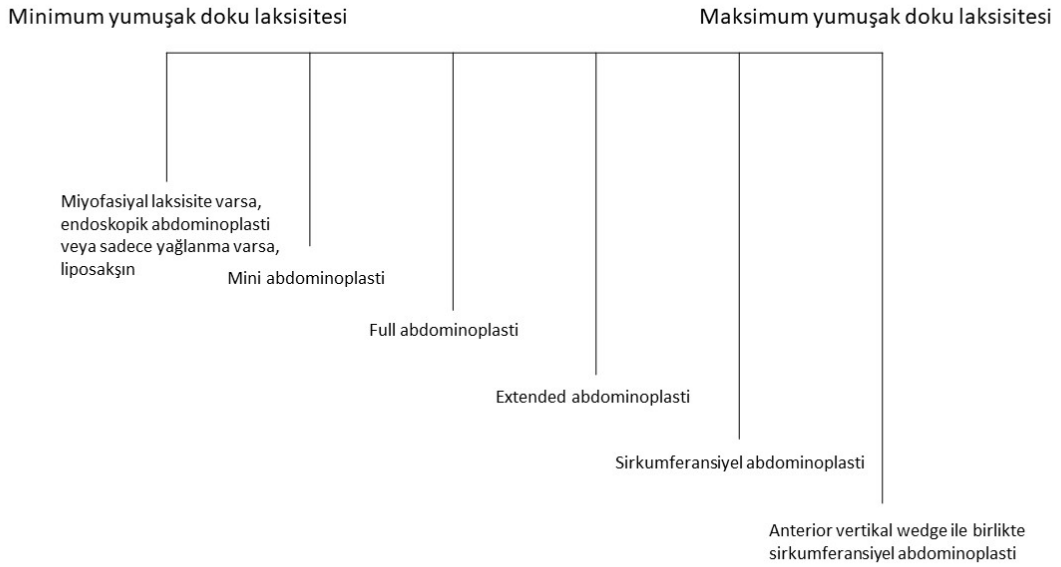 Minimum yumuşak doku laksisitesi
Maksimum yumuşak doku laksisitesi
Miyofasiyal laksisite varsa,
endoskopik abdominoplasti
veya sadece yağlanma varsa,
liposakşın
Mini abdominoplasti
Full abdominoplasti
Extended abdominoplasti
Sirkumferansiyel abdominoplasti
Anterior vertikal wedge ile birlikte
sirkumferansiyel abdominoplasti